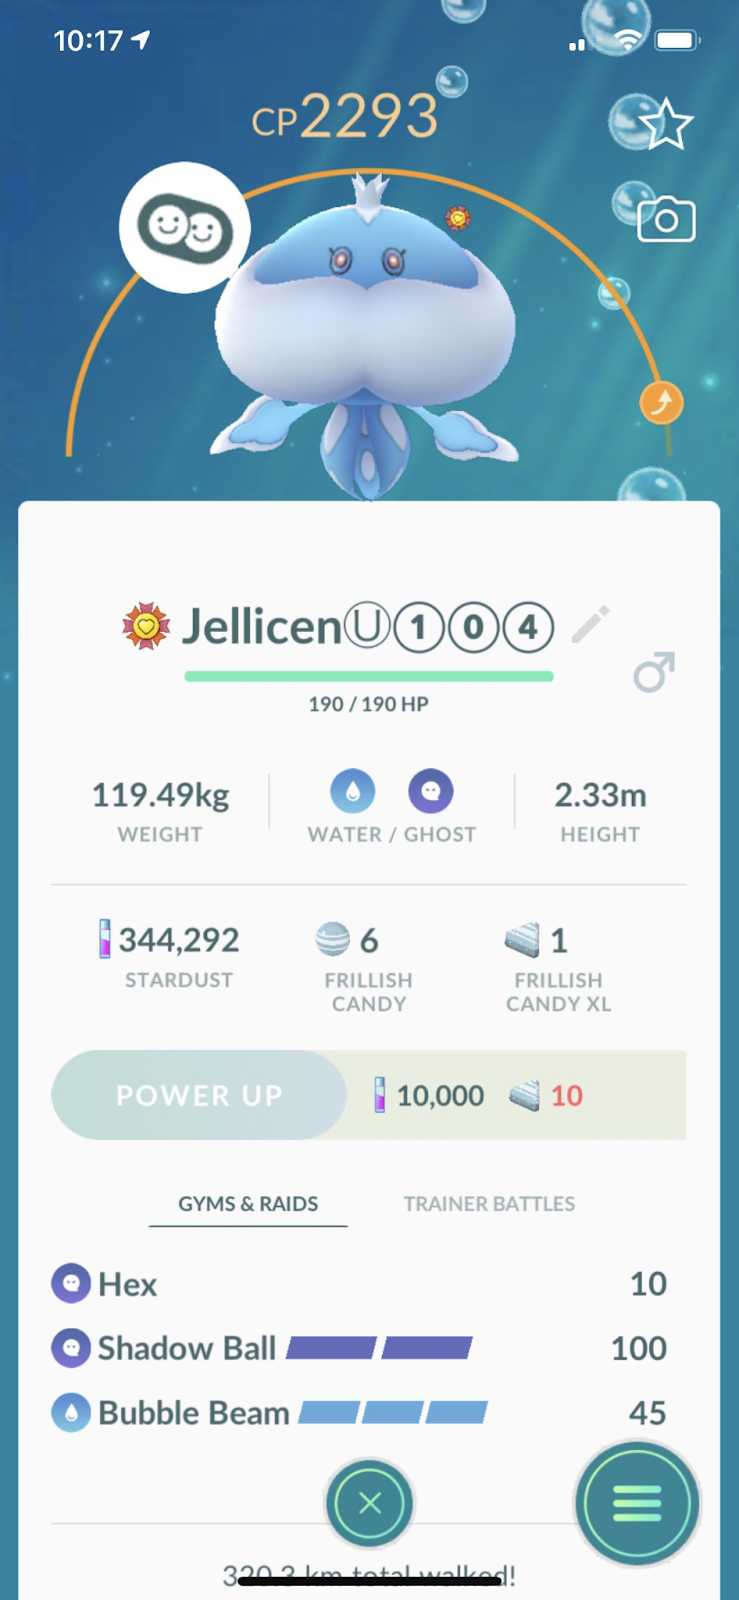 10:17
CP2293
JellicenⓊ①⓪④
190 / 190 HP
119.49kg
WEIGHT
WATER / GHOST
2.33m
HEIGHT
344,292
STARDUST
6
FRILLISH
CANDY
1
FRILLISH
CANDY XL
POWER UP
10,000
10
GYMS & RAIDS
TRAINER BATTLES
Hex 10
Shadow Ball 100
Bubble Beam 45
320.3 km total walked!